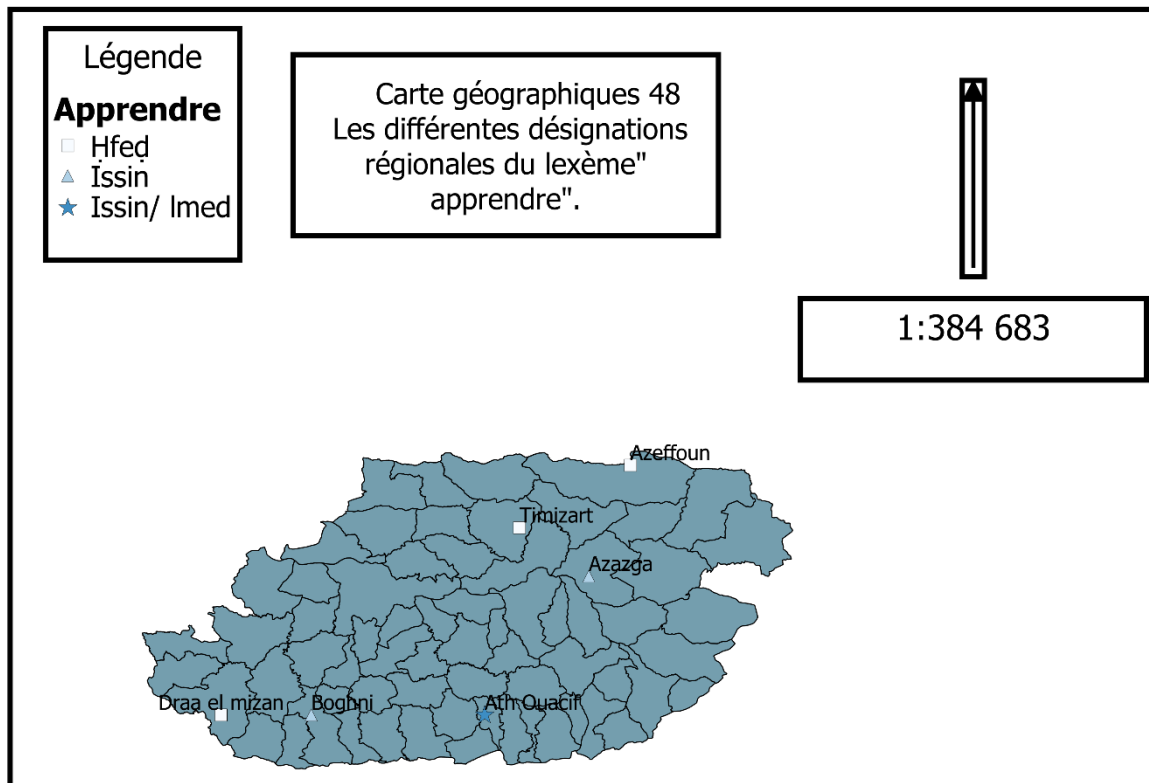 Légende
Apprendre
Ḥfeḍ
Issin
Issin/ lmed
Carte géographiques 48
Les différentes désignations
régionales du lexème"
apprendre".
1:384 683
Azeffoun
Timizart
Azazga
Draa el mizan
Boghni
Ath Ouacif